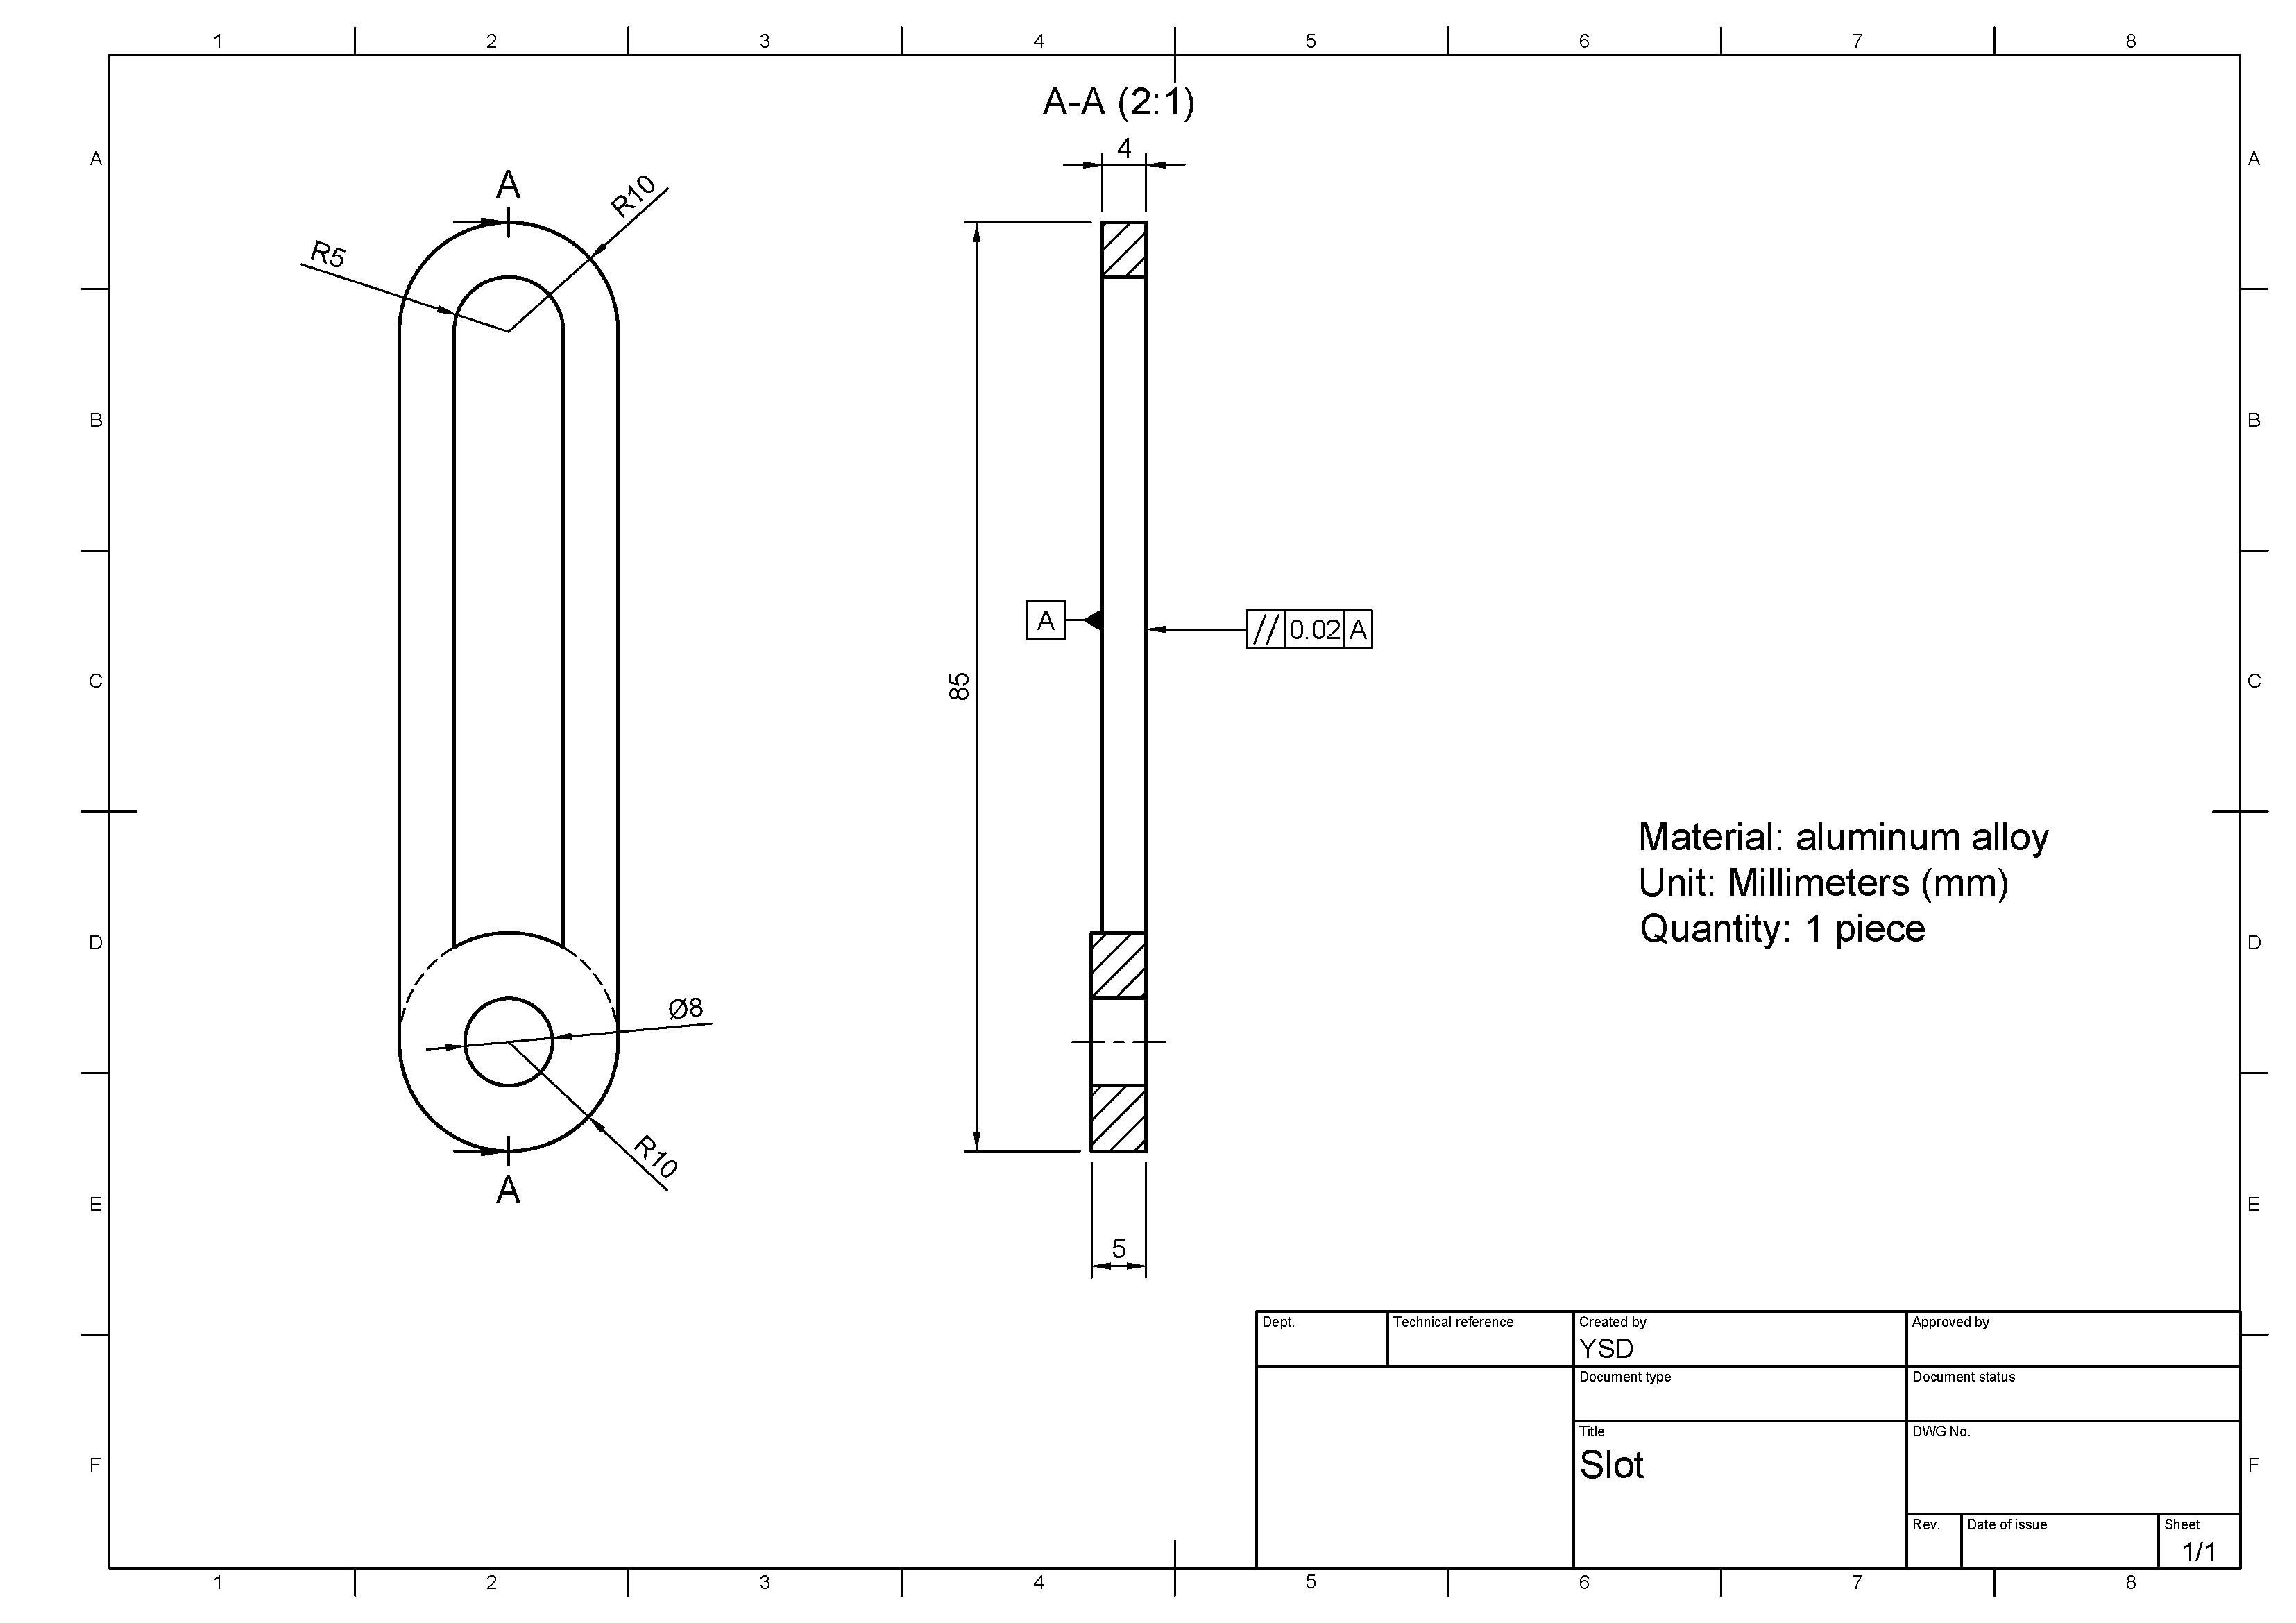 1 2 3 4 5 6 7 8
A-A (2:1)
4
A A
A
R10
R5
B B
A
// 0.02 A
85
C C
Material: aluminum alloy
Unit: Millimeters (mm)
Quantity: 1 piece
D D
Ø8
R10
A
E E
5
Dept. Technical reference Created by Approved by
YSD
Document type Document status
Title DWG No.
Slot
F F
Rev. Date of issue Sheet
1/1
1 2 3 4 5 6 7 8